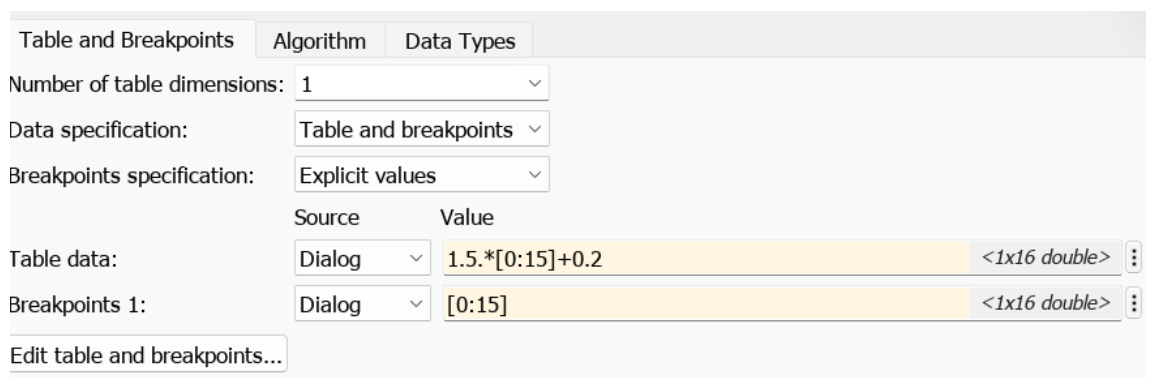 Table and Breakpoints Algorithm Data Types
Number of table dimensions: 1
Data specification: Table and breakpoints
Breakpoints specification: Explicit values
Source Value
Table data: Dialog 1.5.*[0:15]+0.2 <1x16 double>
Breakpoints 1: Dialog [0:15] <1x16 double>
Edit table and breakpoints...